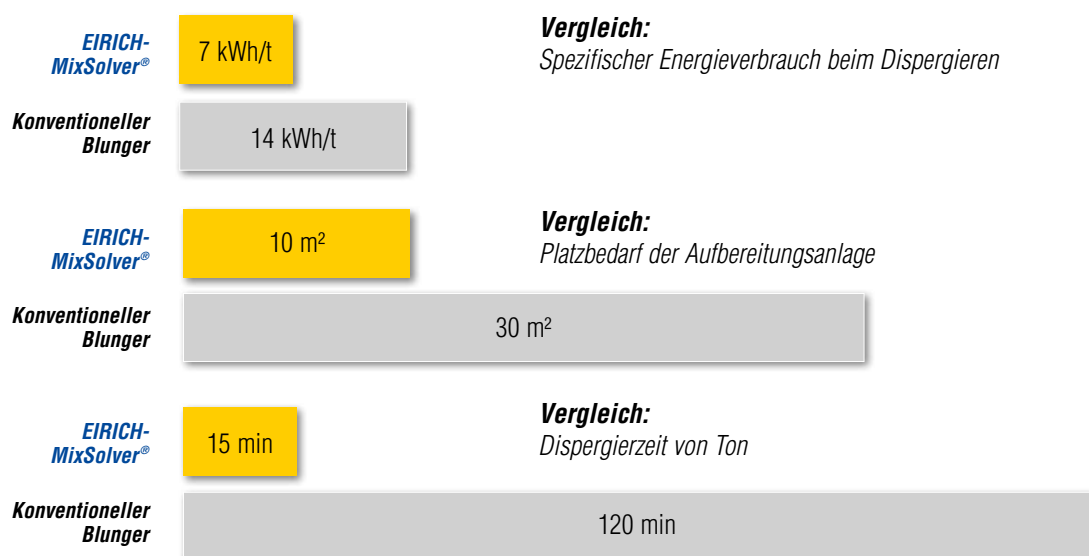 EIRICH-
MixSolver®
7 kWh/t
Vergleich:
Spezifischer Energieverbrauch beim Dispergieren
Konventioneller
Blunger
14 kWh/t
EIRICH-
MixSolver®
10 m²
Vergleich:
Platzbedarf der Aufbereitungsanlage
Konventioneller
Blunger
30 m²
EIRICH-
MixSolver®
15 min
Vergleich:
Dispergierzeit von Ton
Konventioneller
Blunger
120 min